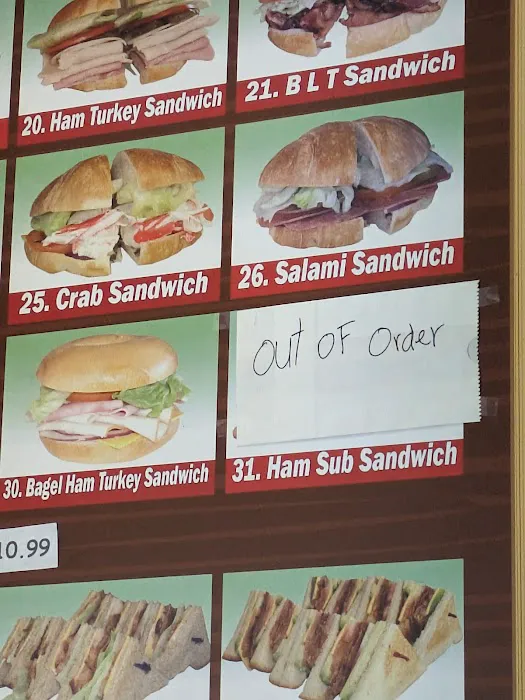 20. Ham Turkey Sandwich
21. B L T Sandwich
25. Crab Sandwich
26. Salami Sandwich
out oF Order
30. Bagel Ham Turkey Sandwich
31. Ham Sub Sandwich
10.99